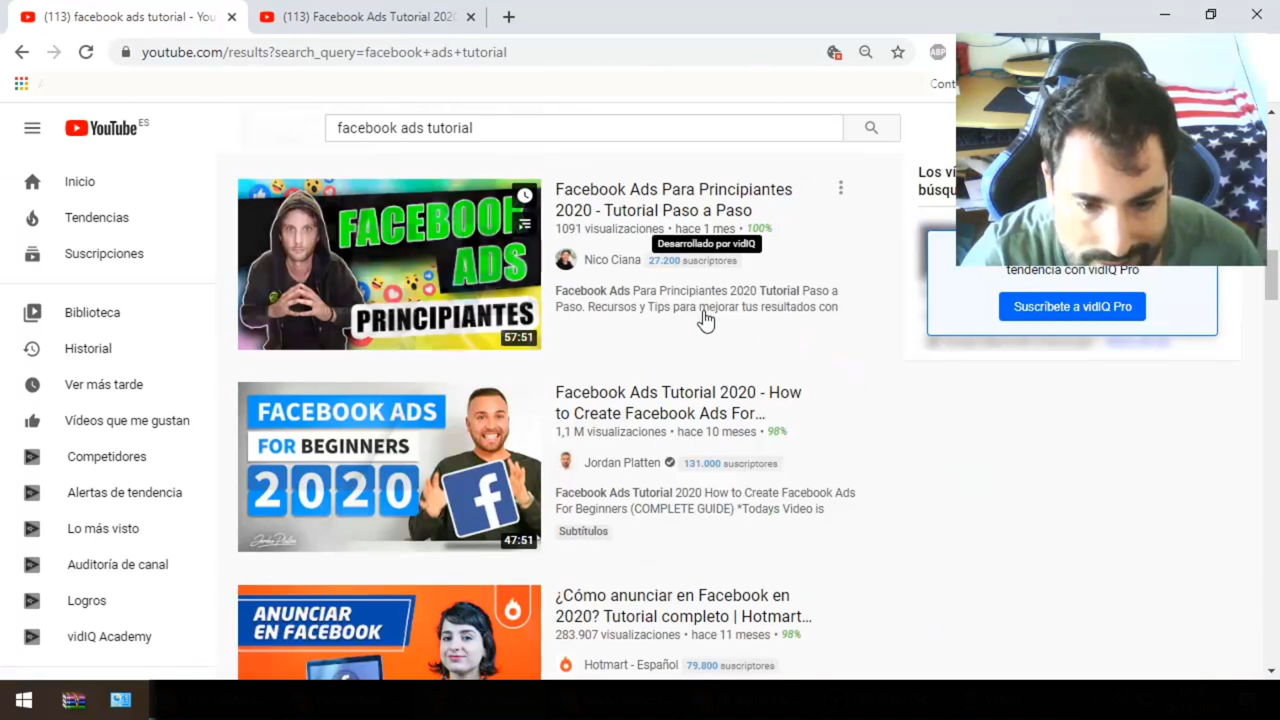 (113) facebook ads tutorial - You
(113) Facebook Ads Tutorial 202
youtube.com/results?search_query=facebook+ads+tutorial
ABP
Cont
YouTube ES
facebook ads tutorial
Inicio
Tendencias
Suscripciones
Biblioteca
Historial
Ver más tarde
Vídeos que me gustan
Competidores
Alertas de tendencia
Lo más visto
Auditoría de canal
Logros
vidIQ Academy
FACEBOOK
ADS
PRINCIPIANTES
57:51
Facebook Ads Para Principiantes
2020 - Tutorial Paso a Paso
1091 visualizaciones • hace 1 mes • 100%
Desarrollado por vidIQ
Nico Ciana 27.200 suscriptores
Facebook Ads Para Principiantes 2020 Tutorial Paso a
Paso. Recursos y Tips para mejorar tus resultados con
FACEBOOK ADS
FOR BEGINNERS
2020
Jordan Platten
47:51
Facebook Ads Tutorial 2020 - How
to Create Facebook Ads For...
1,1 M visualizaciones • hace 10 meses • 98%
Jordan Platten 131.000 suscriptores
Facebook Ads Tutorial 2020 How to Create Facebook Ads
For Beginners (COMPLETE GUIDE) *Todays Video is
Subtítulos
ANUNCIAR
EN FACEBOOK
¿Cómo anunciar en Facebook en
2020? Tutorial completo | Hotmart...
283.907 visualizaciones • hace 11 meses • 98%
Hotmart - Español 79.800 suscriptores
Los ví
búsqu
tendencia con vidIQ Pro
Suscríbete a vidIQ Pro